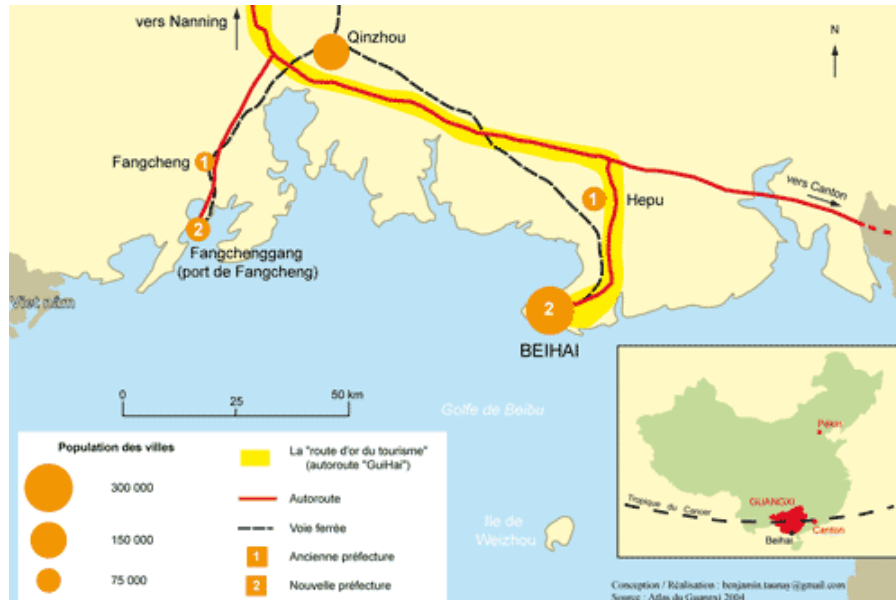 vers Nanning
Qinzhou
N
Fangcheng
1
1
Hepu
vers Canton
2
Fangchenggang
(port de Fangcheng)
Viet nâm
2
BEIHAI
0
25
50 km
Golfe de Beibu
Ile de
Weizhou
Population des villes
300 000
150 000
75 000
La "route d'or du tourisme"
(autoroute "GuiHai")
Autoroute
Voie ferrée
1
Ancienne préfecture
2
Nouvelle préfecture
Pékin
Tropique du Cancer
GUANGXI
Canton
Beihai
Conception / Réalisation : benjamin.taunay@gmail.com
Source : Atlas du Guangxi 2004